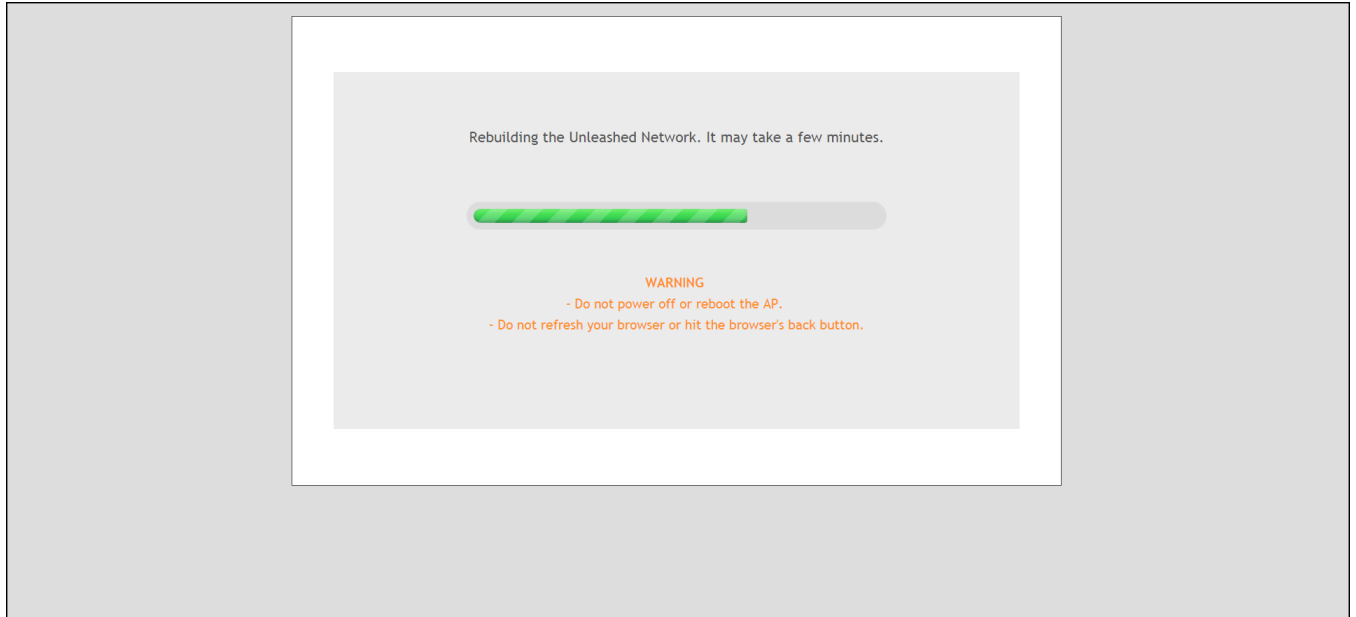 Rebuilding the Unleashed Network. It may take a few minutes.
WARNING
- Do not power off or reboot the AP.
- Do not refresh your browser or hit the browser's back button.